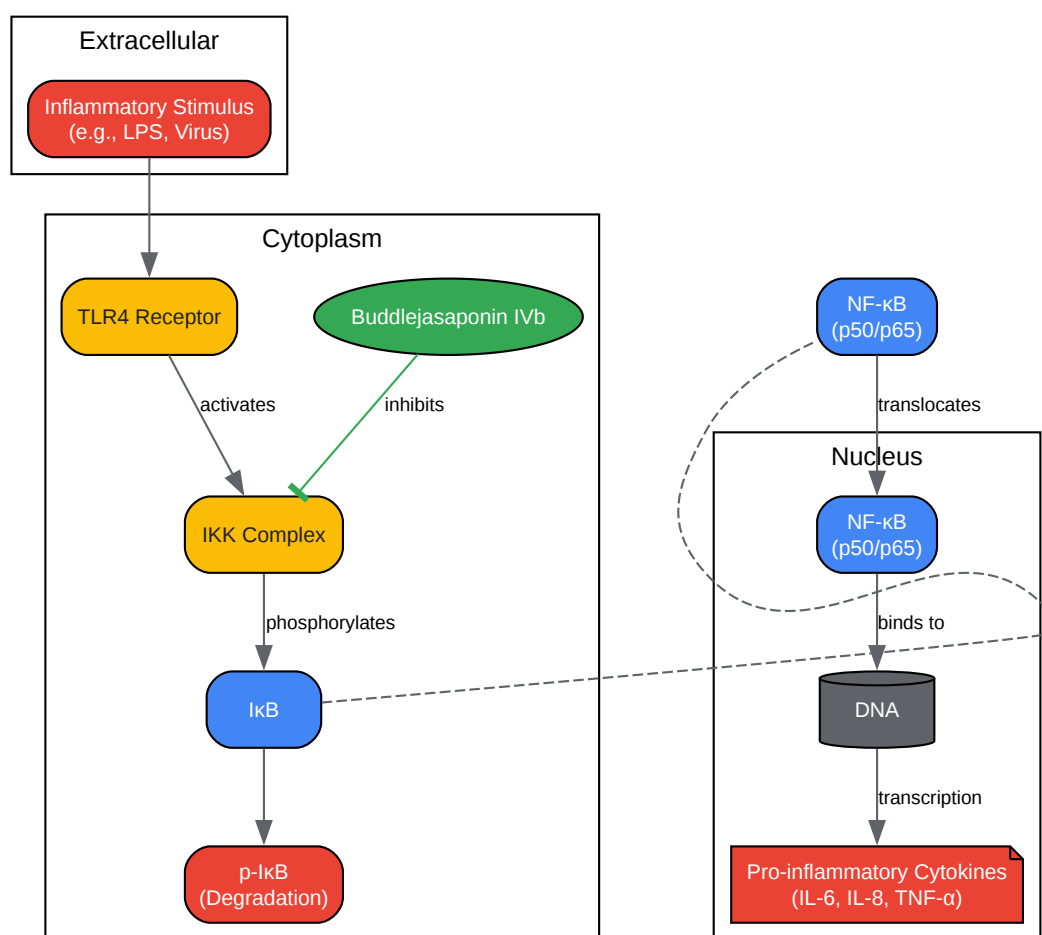 Extracellular
Inflammatory Stimulus
(e.g., LPS, Virus)
Cytoplasm
TLR4 Receptor
Buddlejasaponin IVb
activates
inhibits
IKK Complex
phosphorylates
IκB
p-IκB
(Degradation)
NF-κB
(p50/p65)
translocates
Nucleus
NF-κB
(p50/p65)
binds to
DNA
transcription
Pro-inflammatory Cytokines
(IL-6, IL-8, TNF-α)